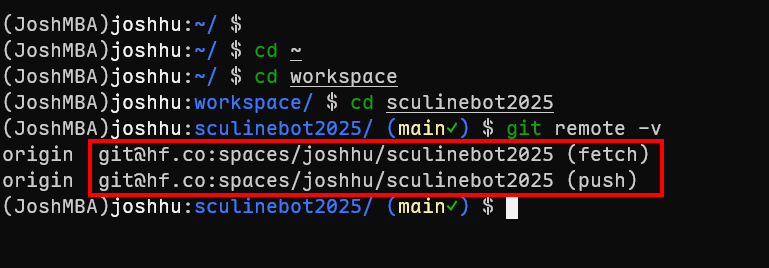 (JoshMBA)joshhu:~/ $
(JoshMBA)joshhu:~/ $ cd ~
(JoshMBA)joshhu:~/ $ cd workspace
(JoshMBA)joshhu:workspace/ $ cd sculinebot2025
(JoshMBA)joshhu:sculinebot2025/ (main✓) $ git remote -v
origin  git@hf.co:spaces/joshhu/sculinebot2025 (fetch)
origin  git@hf.co:spaces/joshhu/sculinebot2025 (push)
(JoshMBA)joshhu:sculinebot2025/ (main✓) $